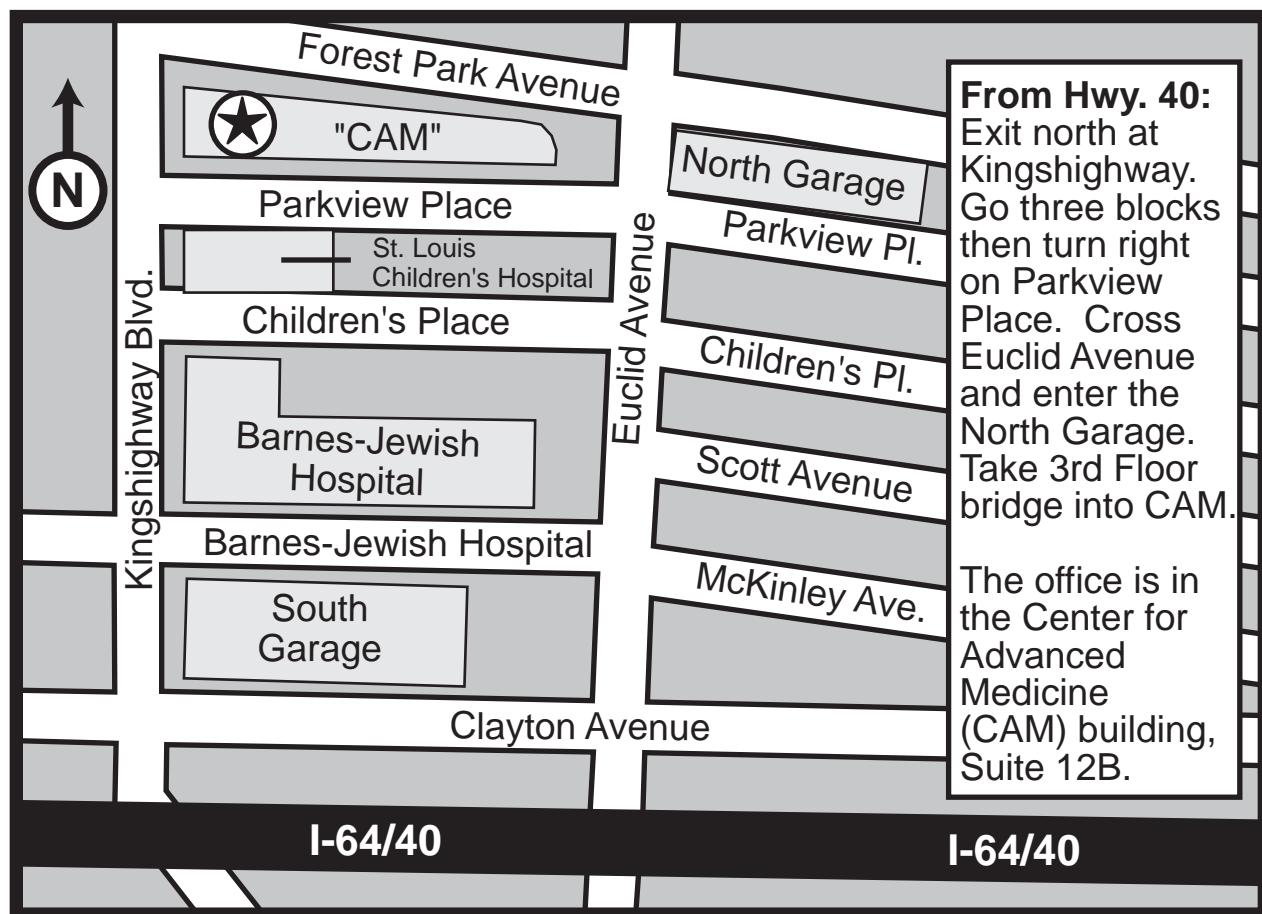 Forest Park Avenue
"CAM"
N
North Garage
Parkview Place
Parkview Pl.
St. Louis
Children's Hospital
Children's Place
Children's Pl.
Kingshighway Blvd.
Euclid Avenue
Barnes-Jewish
Hospital
Scott Avenue
Barnes-Jewish Hospital
McKinley Ave.
South
Garage
Clayton Avenue
I-64/40
I-64/40
From Hwy. 40:
Exit north at
Kingshighway.
Go three blocks
then turn right
on Parkview
Place. Cross
Euclid Avenue
and enter the
North Garage.
Take 3rd Floor
bridge into CAM.
The office is in
the Center for
Advanced
Medicine
(CAM) building,
Suite 12B.